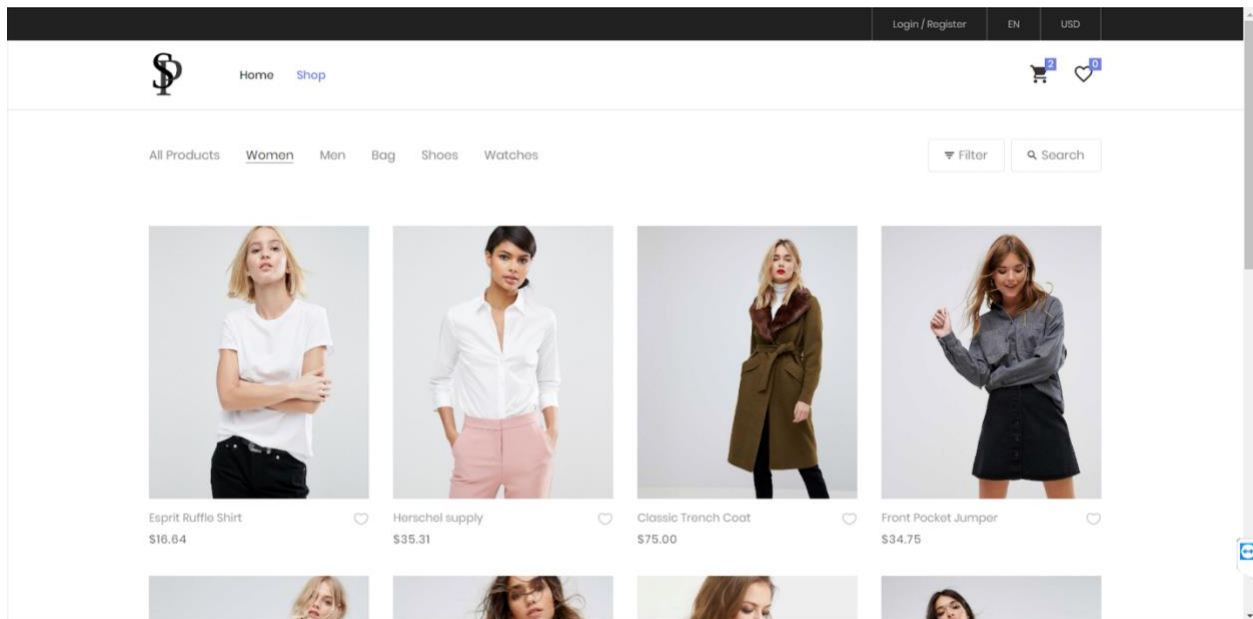 Login / Register EN USD
SP Home Shop 2 0
All Products Women Men Bag Shoes Watches Filter Search
Esprit Ruffle Shirt Herschel supply Classic Trench Coat Front Pocket Jumper
$16.64 $35.31 $75.00 $34.75